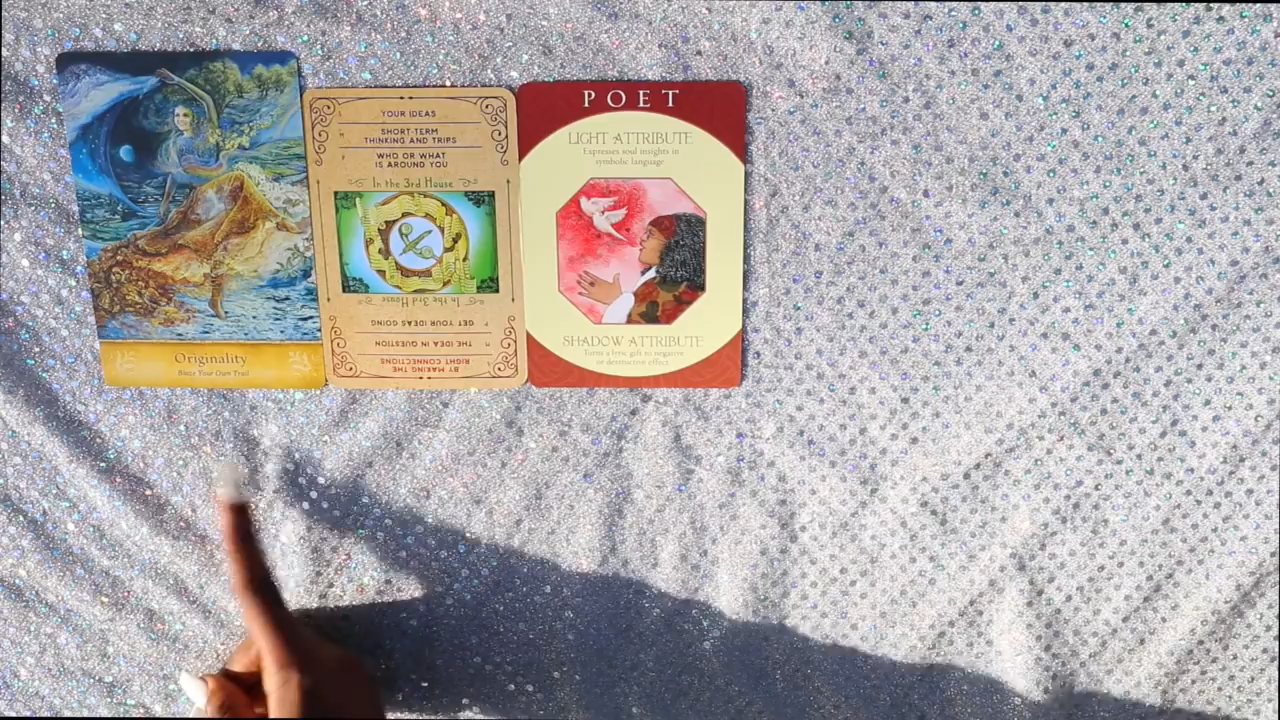 Originality
Blaze Your Own Trail
YOUR IDEAS
SHORT-TERM
THINKING AND TRIPS
WHO OR WHAT
IS AROUND YOU
In the 3rd House
In the 3rd House
GET YOUR IDEAS GOING
THE IDEA IN QUESTION
BY MAKING THE
RIGHT CONNECTIONS
POET
LIGHT ATTRIBUTE
Expresses soul insights in
symbolic language
SHADOW ATTRIBUTE
Turns a lyric gift to negative
or destructive effect.